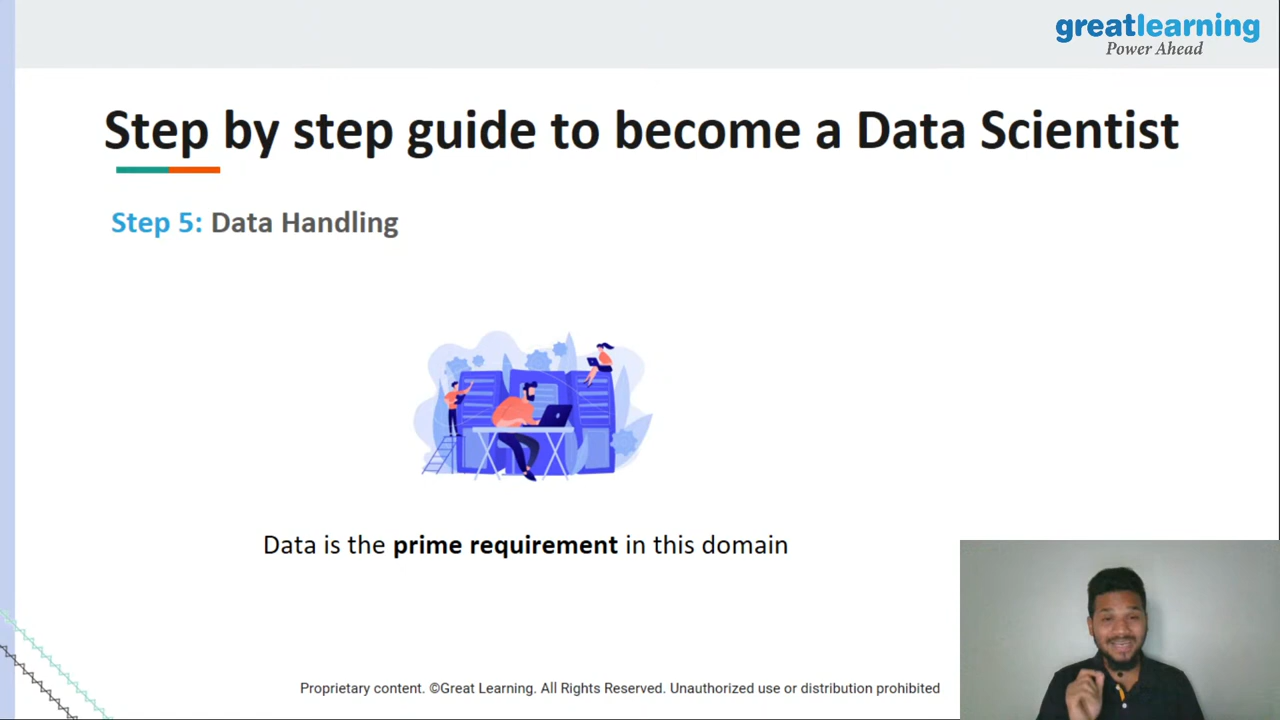 greatlearning
Power Ahead
Step by step guide to become a Data Scientist
Step 5: Data Handling
Data is the prime requirement in this domain
Proprietary content. ©Great Learning. All Rights Reserved. Unauthorized use or distribution prohibited